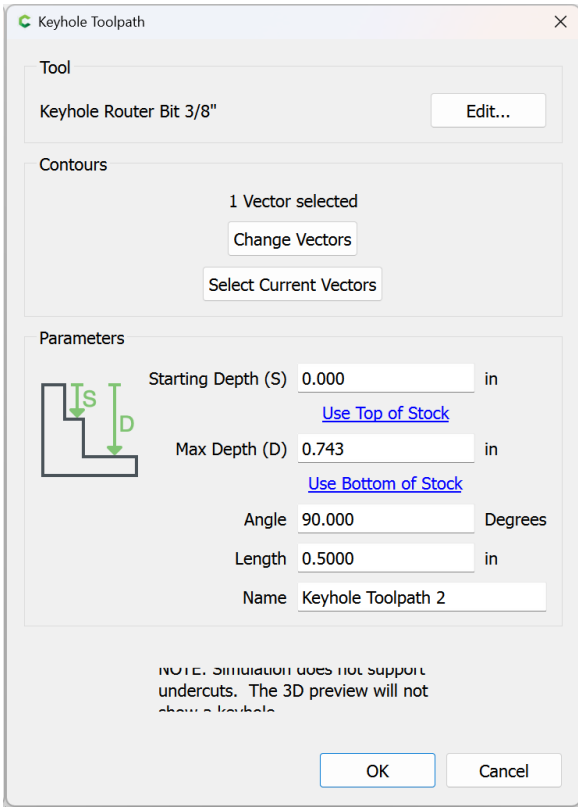 Keyhole Toolpath
Tool
Keyhole Router Bit 3/8"
Edit...
Contours
1 Vector selected
Change Vectors
Select Current Vectors
Parameters
S
D
Starting Depth (S) 0.000 in
Use Top of Stock
Max Depth (D) 0.743 in
Use Bottom of Stock
Angle 90.000 Degrees
Length 0.5000 in
Name Keyhole Toolpath 2
NOTE: Simulation does not support
undercuts. The 3D preview will not
show a keyhole
OK
Cancel